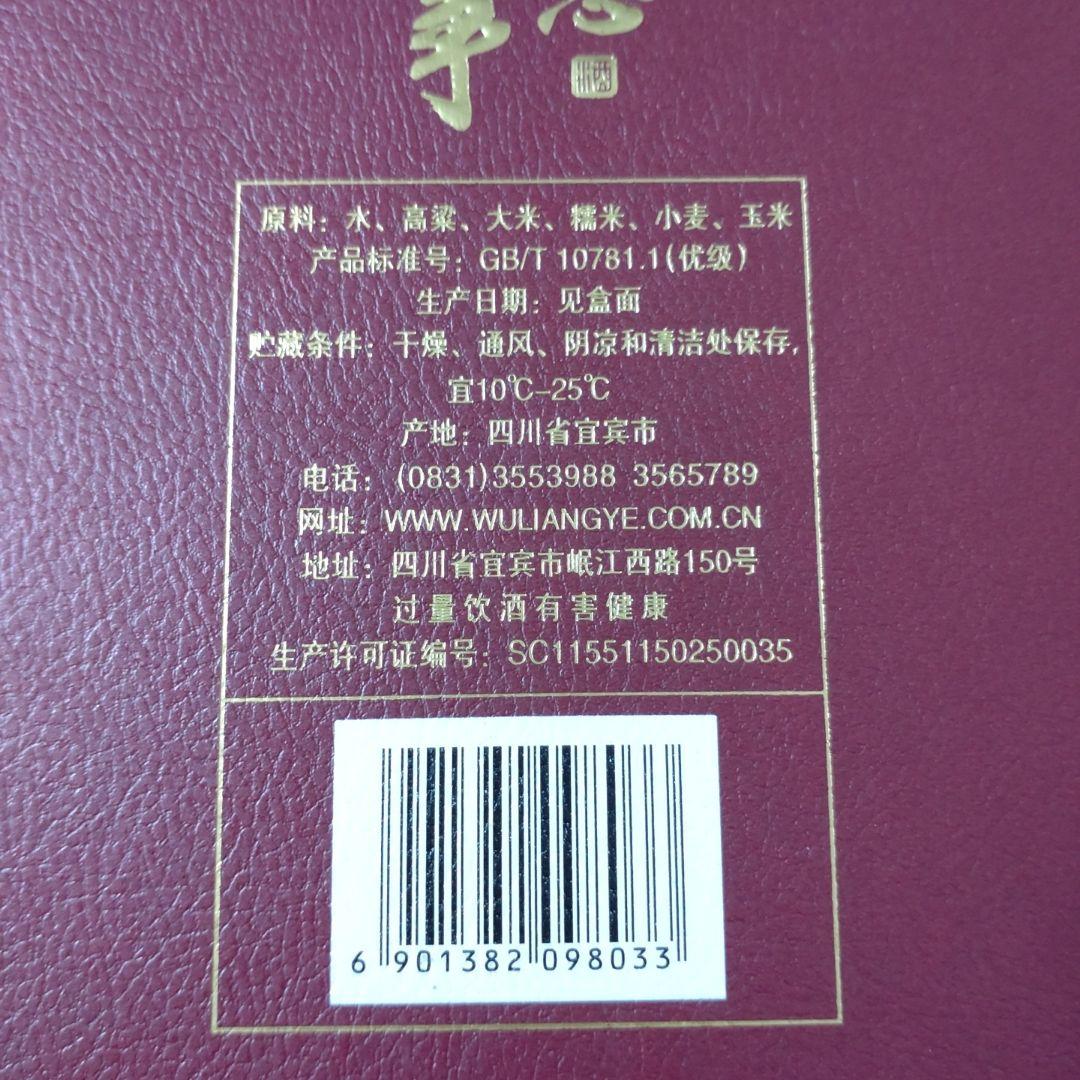 酒
原料：水、高粱、大米、糯米、小麦、玉米
产品标准号：GB/T 10781.1(优级)
生产日期：见盒面
贮藏条件：干燥、通风、阴凉和清洁处保存，
宜10℃-25℃
产地：四川省宜宾市
电话：(0831)3553988 3565789
网址：WWW.WULIANGYE.COM.CN
地址：四川省宜宾市岷江西路150号
过量饮酒有害健康
生产许可证编号：SC11551150250035
6 901382 098033